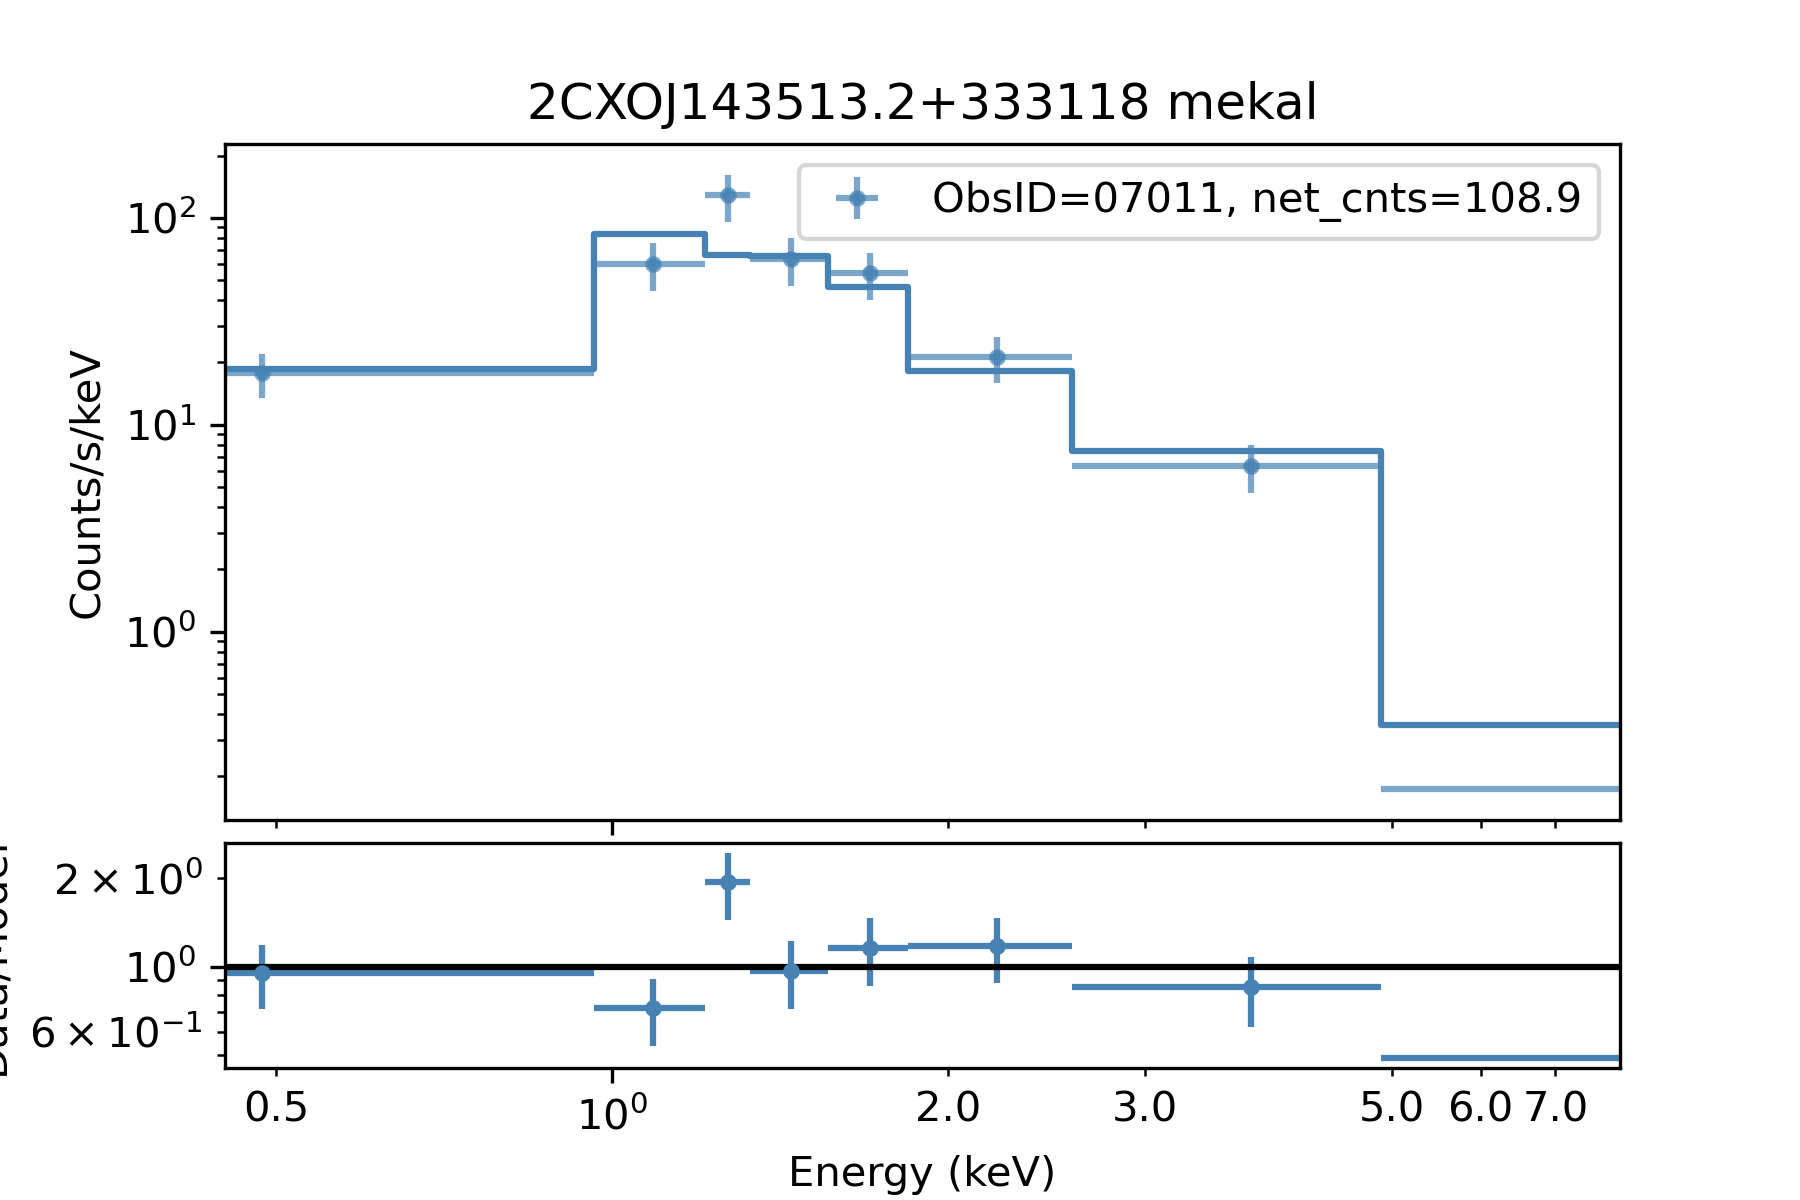 2CXOJ143513.2+333118 mekal
ObsID=07011, net_cnts=108.9
Counts/s/keV
10²
10¹
10⁰
2 × 10⁰
10⁰
6 × 10⁻¹
0.5
10⁰
2.0
3.0
5.0
6.0
7.0
Energy (keV)